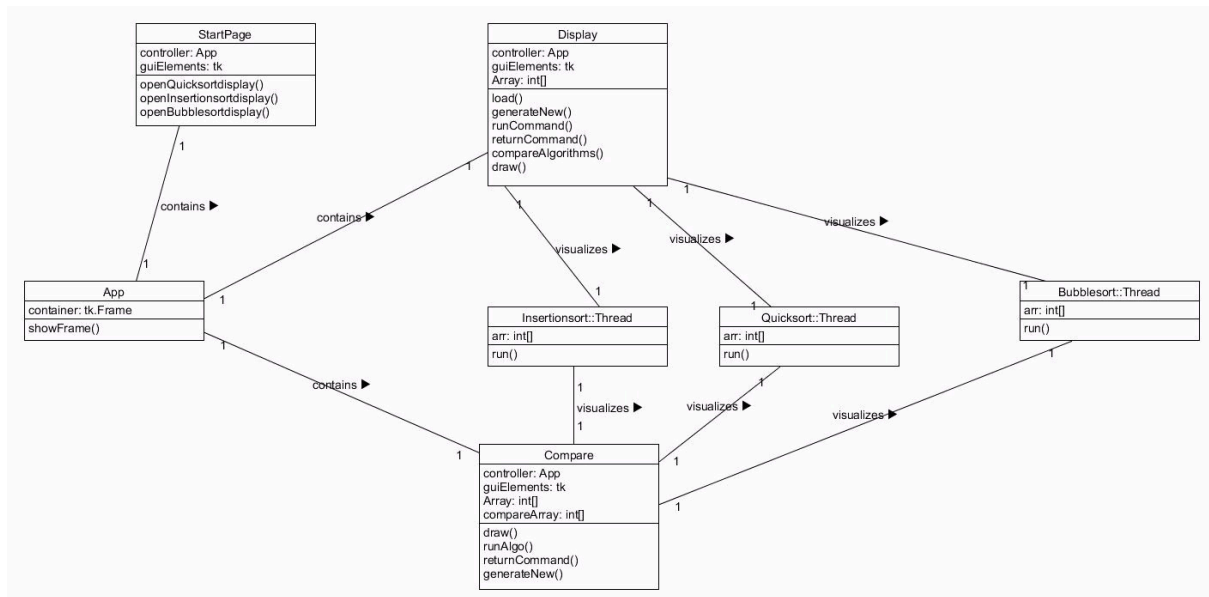 StartPage
controller: App
guiElements: tk
openQuicksortdisplay()
openInsertionsortdisplay()
openBubblesortdisplay()
Display
controller: App
guiElements: tk
Array: int[]
load()
generateNew()
runCommand()
returnCommand()
compareAlgorithms()
draw()
1
contains ▶
1
1
contains ▶
1
1
visualizes ▶
1
1
visualizes ▶
1
1
visualizes ▶
1
App
container: tk.Frame
showFrame()
Insertionsort::Thread
arr: int[]
run()
Quicksort::Thread
arr: int[]
run()
Bubblesort::Thread
arr: int[]
run()
1
contains ▶
1
1
visualizes ▶
1
1
visualizes ▶
1
1
visualizes ▶
1
Compare
controller: App
guiElements: tk
Array: int[]
compareArray: int[]
draw()
runAlgo()
returnCommand()
generateNew()